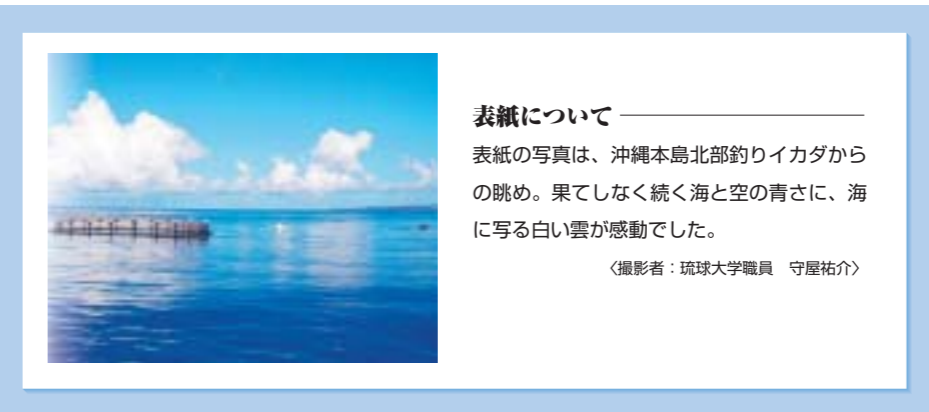 表紙について
表紙の写真は、沖縄本島北部釣りイカダから
の眺め。果てしなく続く海と空の青さに、海
に写る白い雲が感動でした。
〈撮影者：琉球大学職員　守屋祐介〉